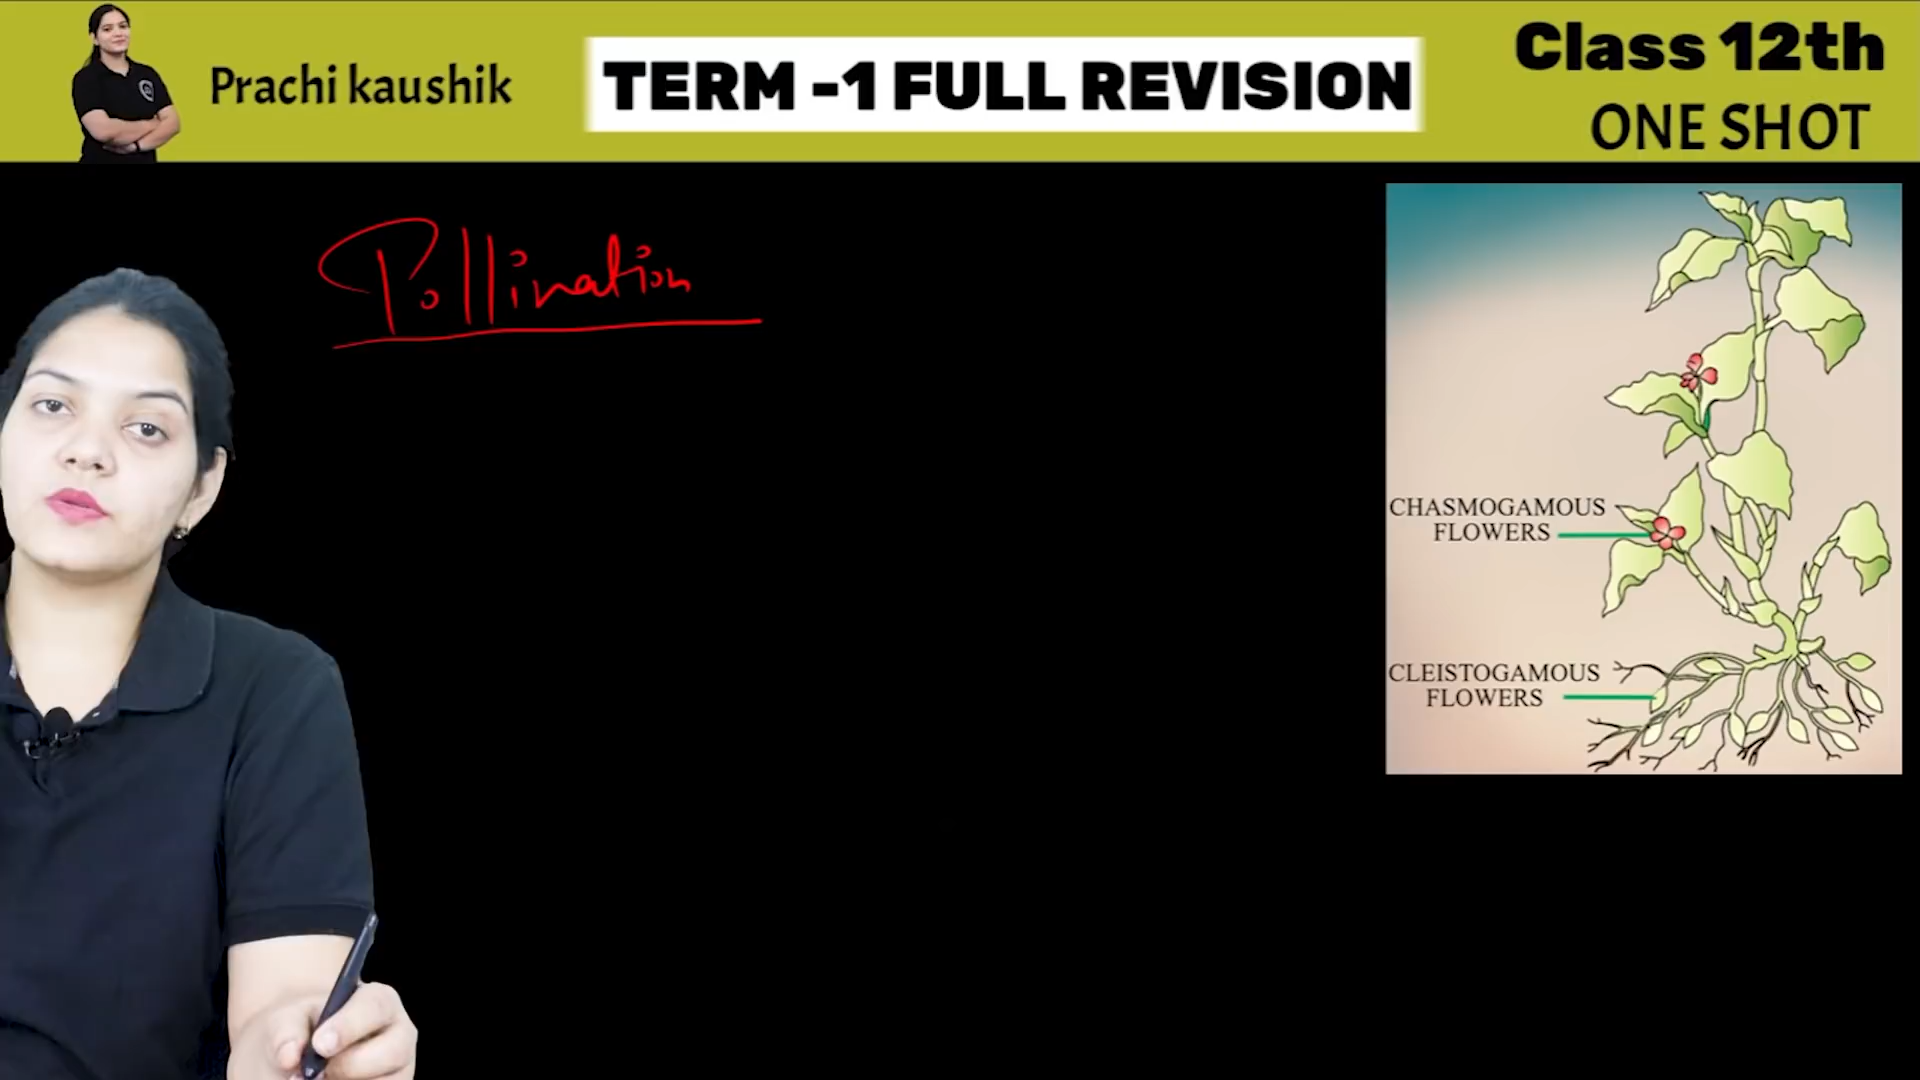 Prachi kaushik
TERM -1 FULL REVISION
Class 12th
ONE SHOT
Pollination
CHASMOGAMOUS
FLOWERS
CLEISTOGAMOUS
FLOWERS